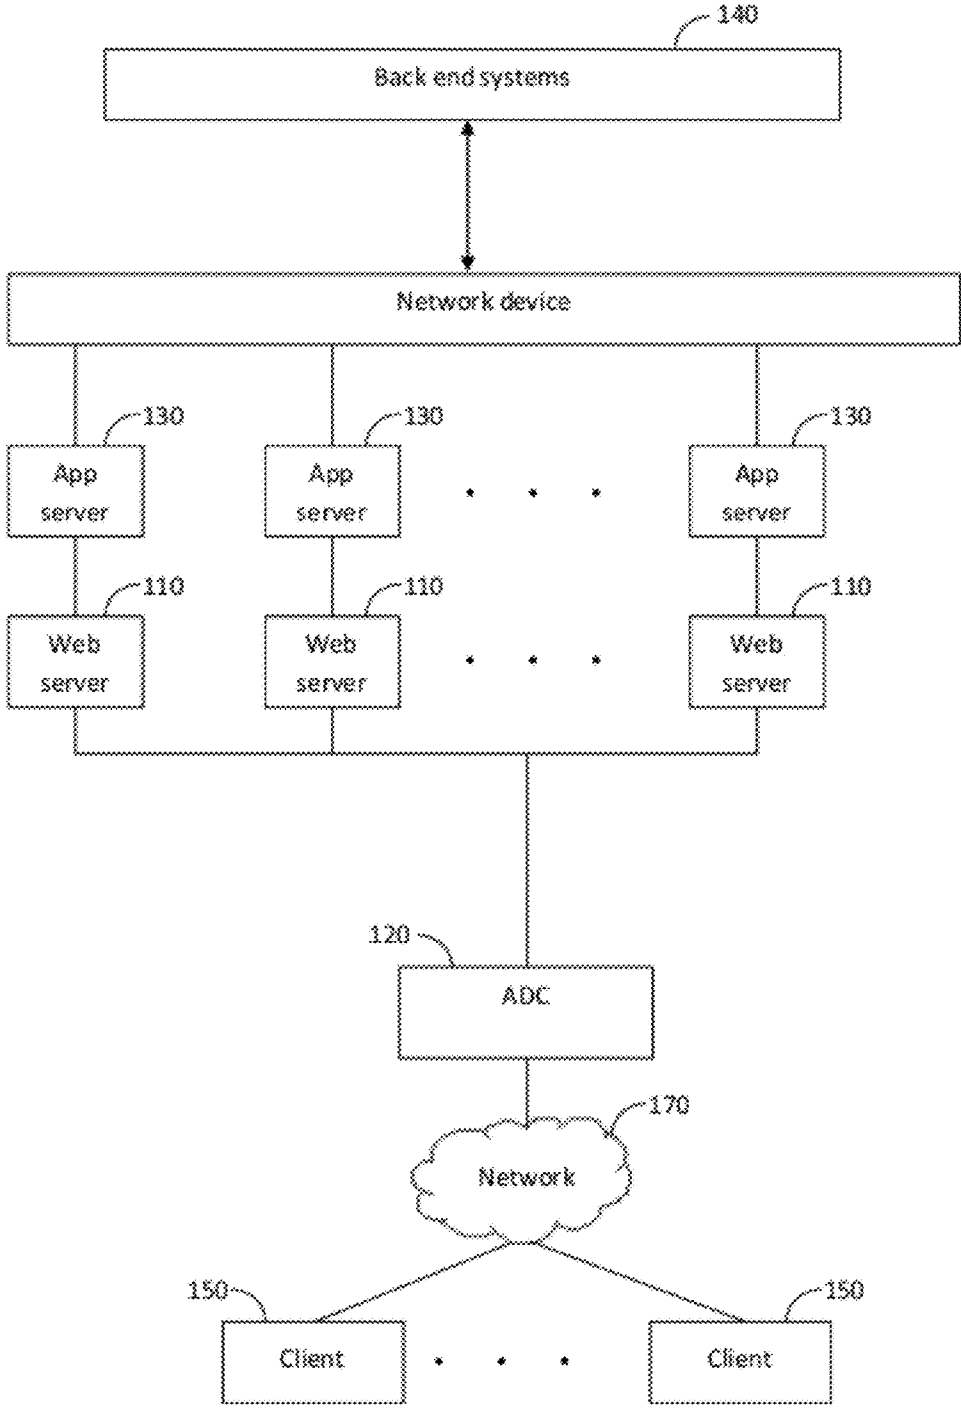 140
Back end systems
Network device
130 130 130
App App App
server server server
110 110 110
Web Web Web
server server server
120
ADC
170
Network
150 150
Client Client